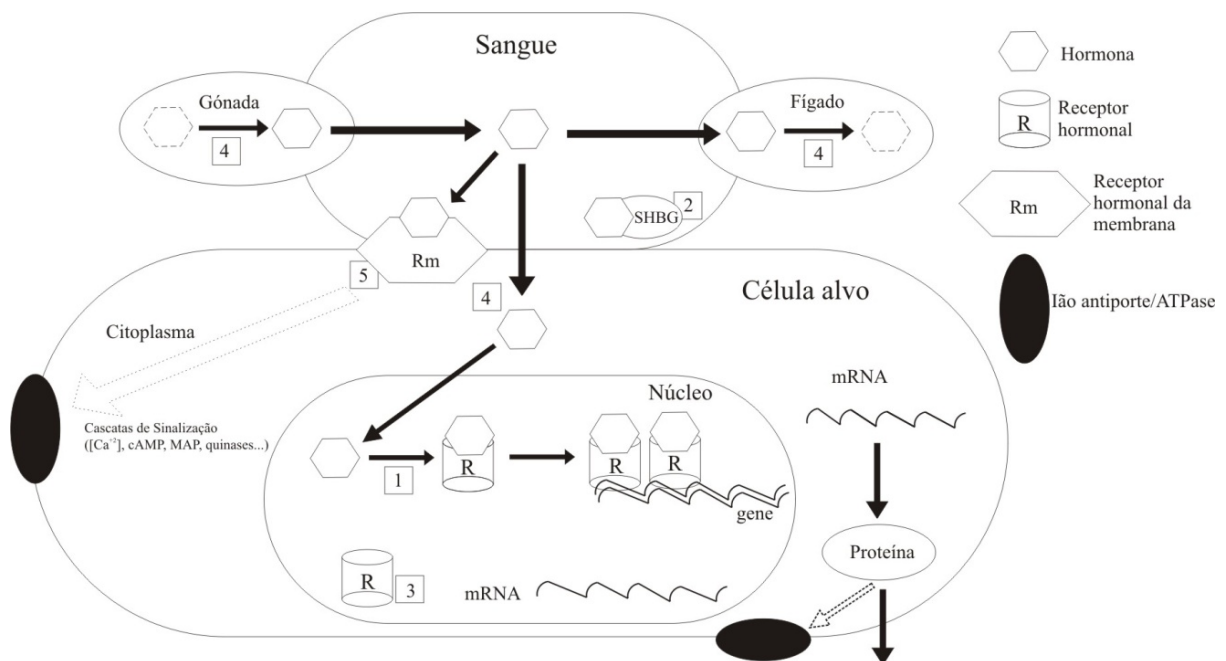 Sangue
Hormona
Gónada
4
Fígado
4
R
Receptor
hormonal
2
SHBG
Rm
Receptor
hormonal da
membrana
Rm
5
4
Célula alvo
Citoplasma
Ião antiporte/ATPase
mRNA
Núcleo
Cascatas de Sinalização
([Ca⁺²], cAMP, MAP, quinases...)
R
1
R
R
gene
Proteína
R
3
mRNA